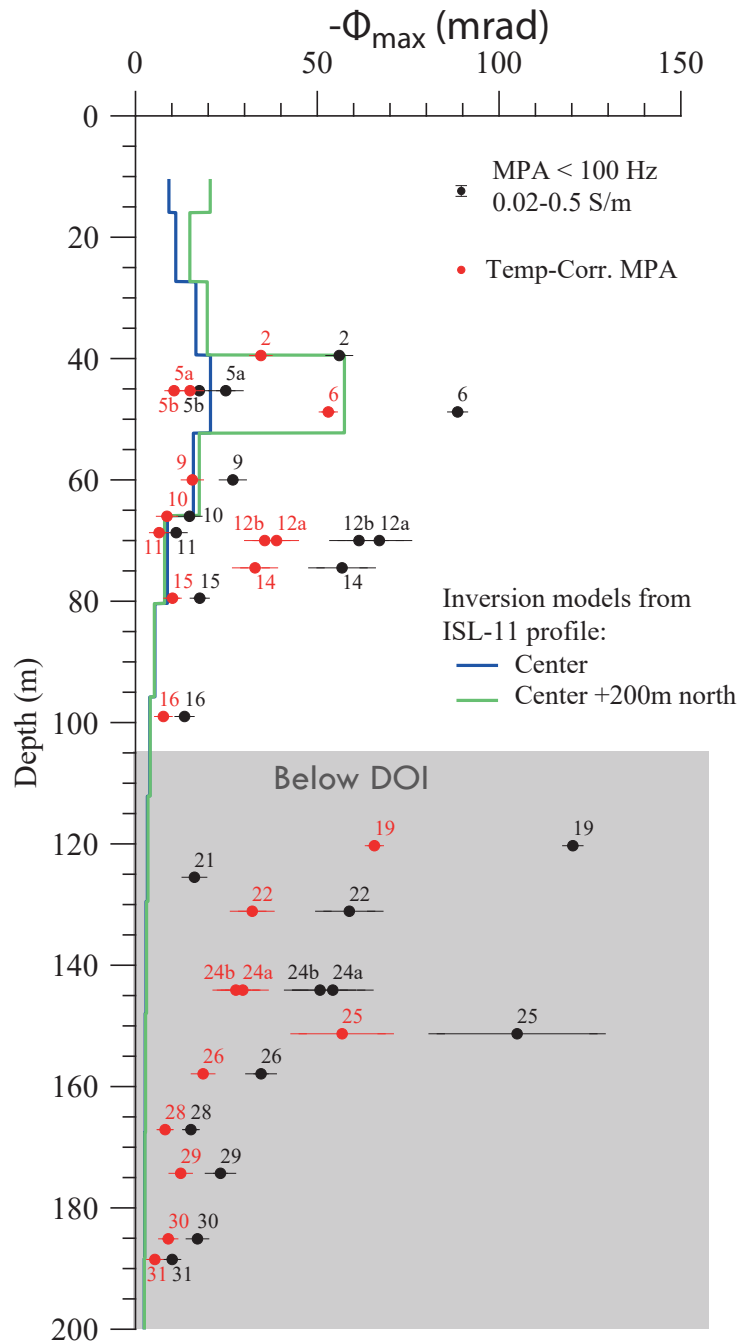 -Φmax (mrad)
0 50 100 150
0
MPA < 100 Hz
0.02-0.5 S/m
20
Temp-Corr. MPA
2 2
40
5a 5a
5b 5b
6 6
9 9
60
10 10
11 11
12b 12a 12b 12a
14 14
15 15
80
Inversion models from
ISL-11 profile:
Center
Center +200m north
16 16
100
Depth (m)
Below DOI
19 19
120
21
22 22
140
24b 24a 24b 24a
25 25
26 26
160
28 28
29 29
180
30 30
31 31
200